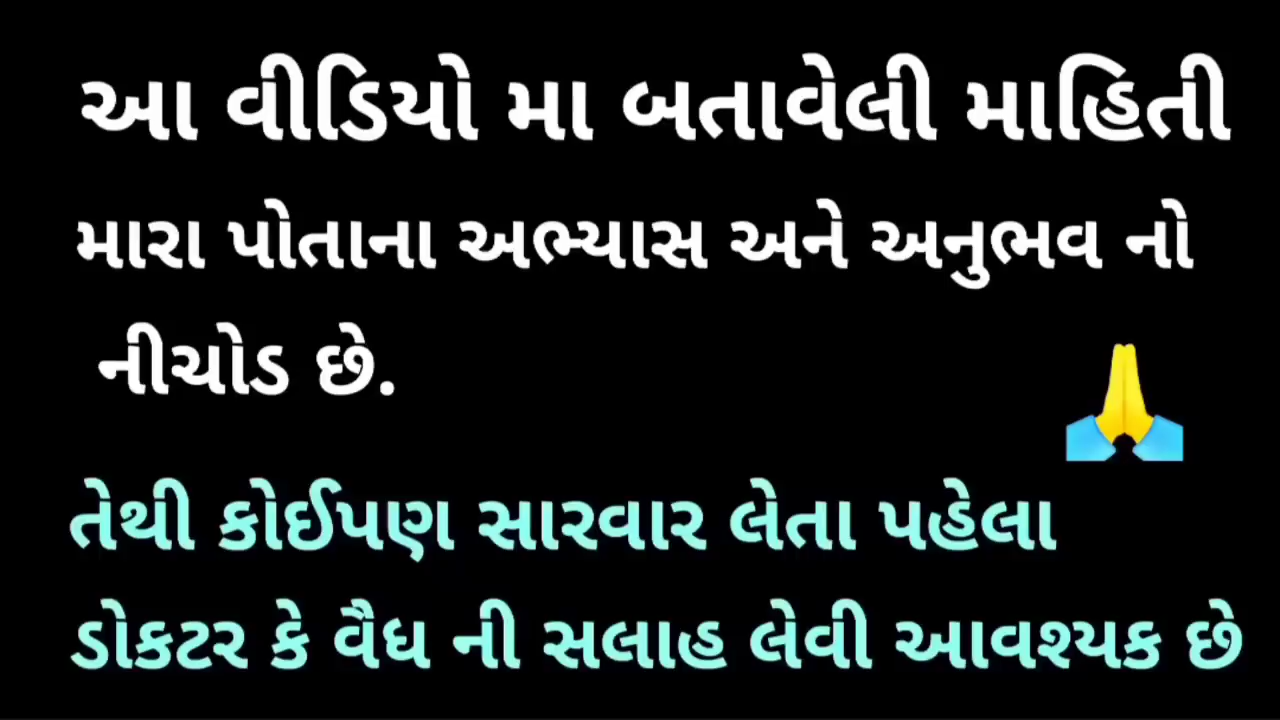 આ વીડિયો મા બતાવેલી માહિતી
મારા પોતાના અભ્યાસ અને અનુભવ નો
નીચોડ છે.
તેથી કોઈપણ સારવાર લેતા પહેલા
ડોકટર કે વૈધ ની સલાહ લેવી આવશ્યક છે